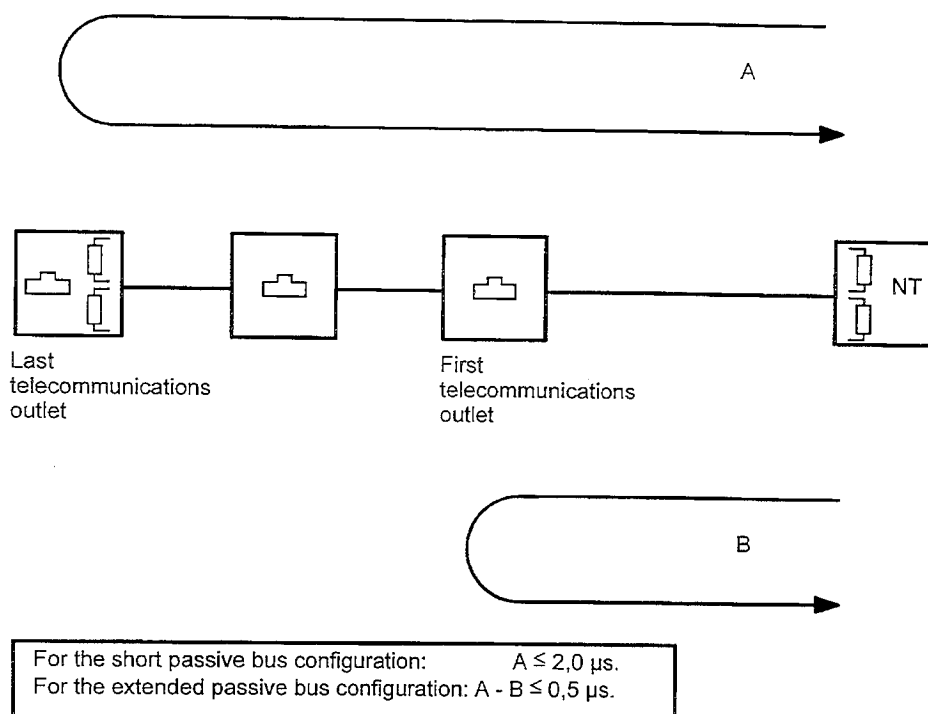 A
NT
Last
telecommunications
outlet
First
telecommunications
outlet
B
For the short passive bus configuration: A ≤ 2,0 µs.
For the extended passive bus configuration: A - B ≤ 0,5 µs.